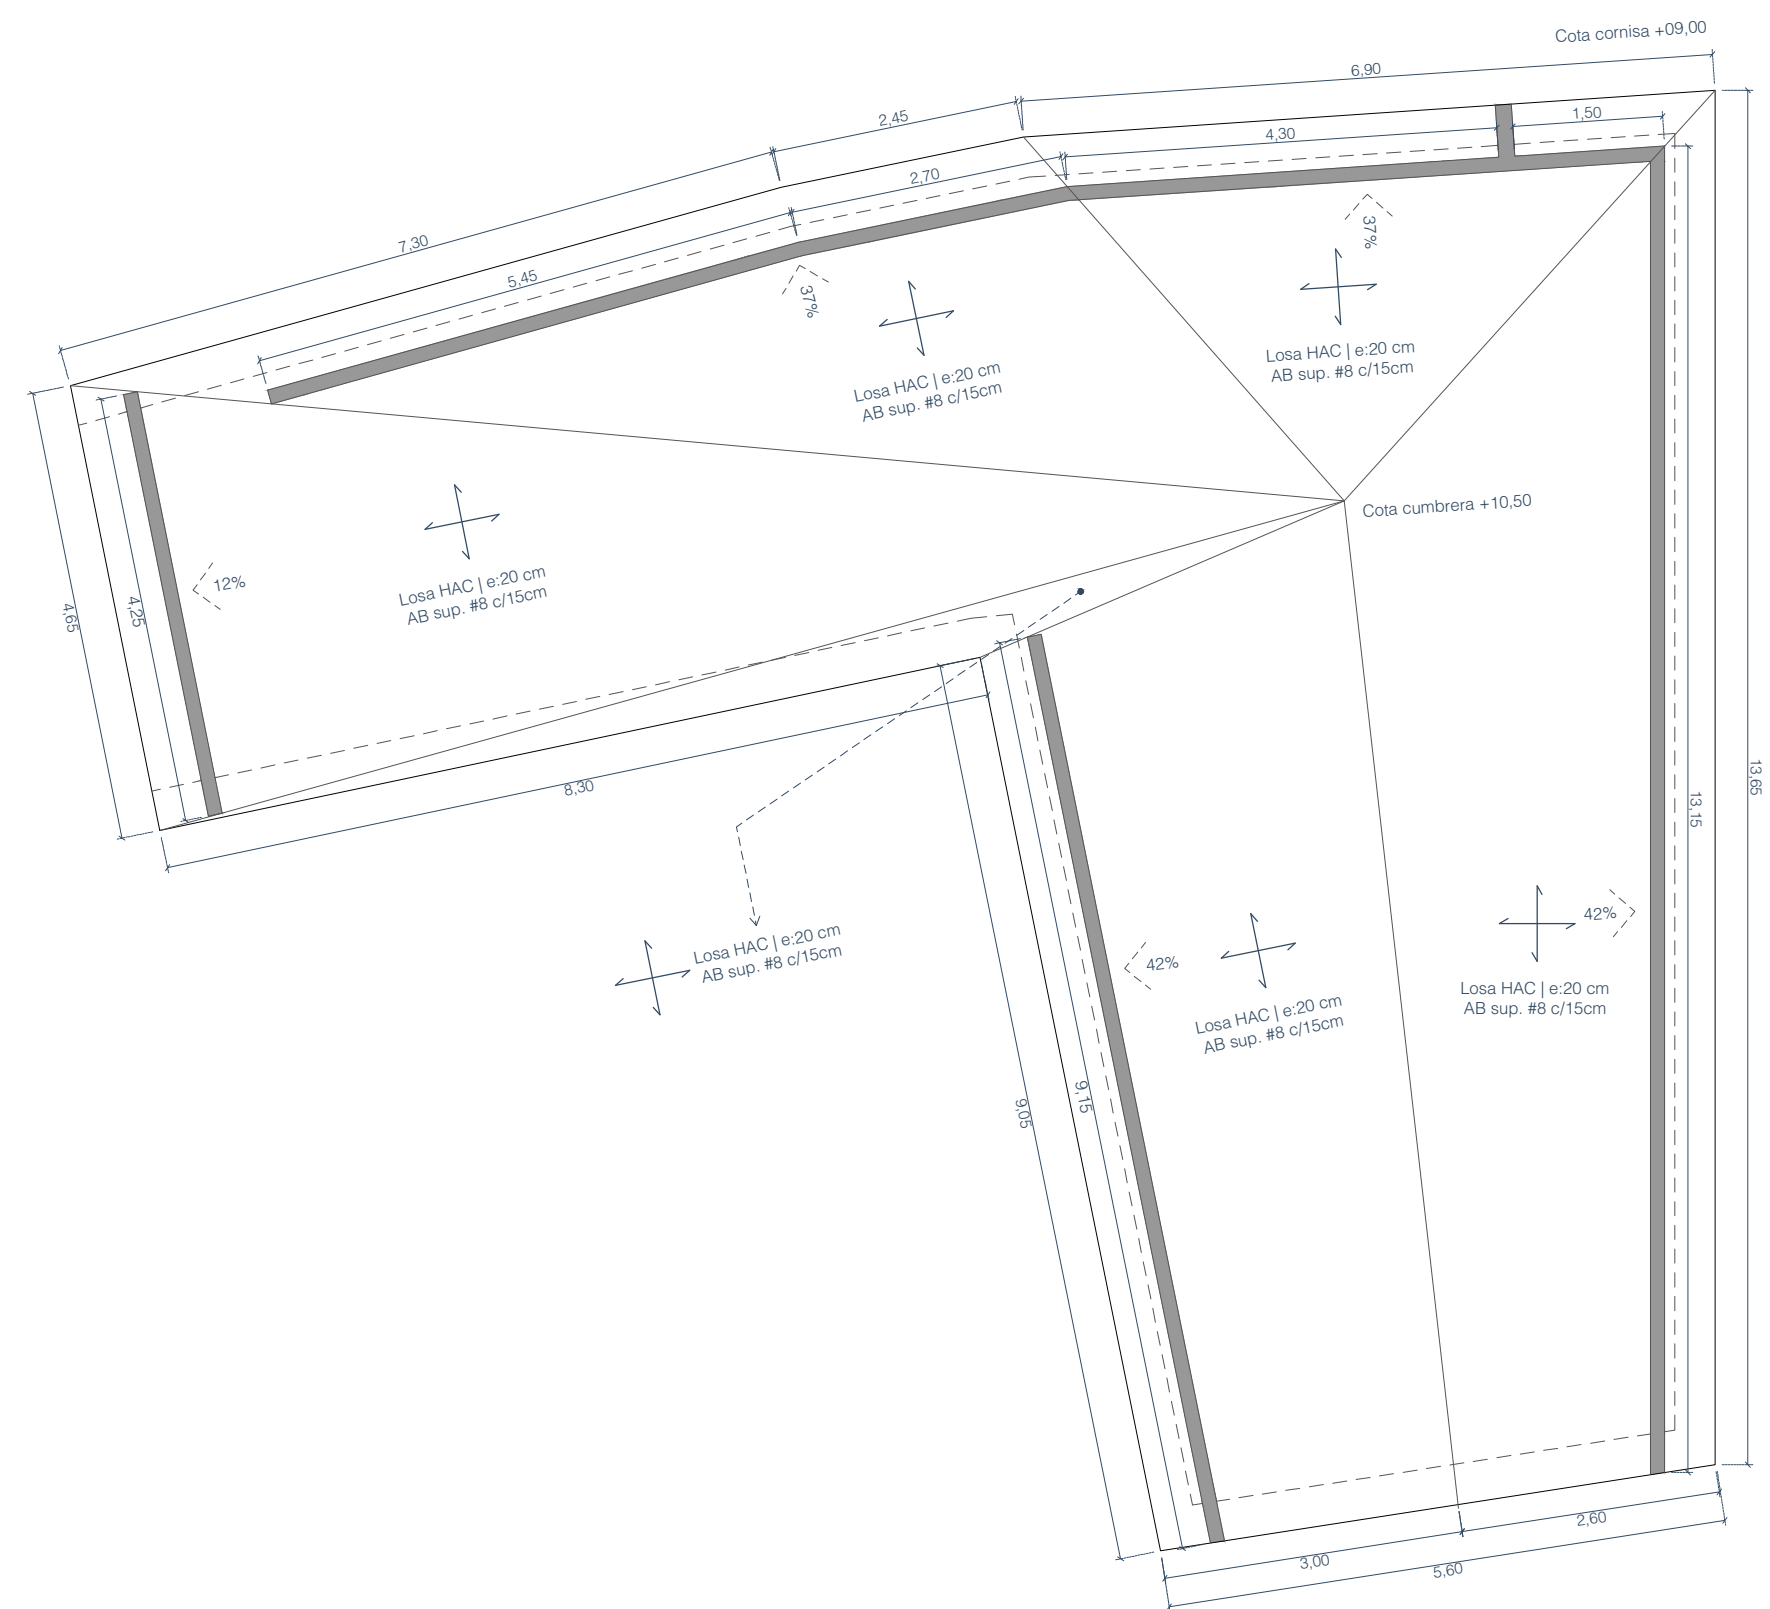 Cota cornisa +09,00
6,90
2,45
1,50
4,30
2,70
7,30
5,45
37%
37%
Losa HAC | e:20 cm
AB sup. #8 c/15cm
Losa HAC | e:20 cm
AB sup. #8 c/15cm
Cota cumbrera +10,50
12%
Losa HAC | e:20 cm
AB sup. #8 c/15cm
4,65
4,25
8,30
13,65
13,15
Losa HAC | e:20 cm
AB sup. #8 c/15cm
42%
42%
Losa HAC | e:20 cm
AB sup. #8 c/15cm
Losa HAC | e:20 cm
AB sup. #8 c/15cm
9,15
9,05
2,60
3,00
5,60